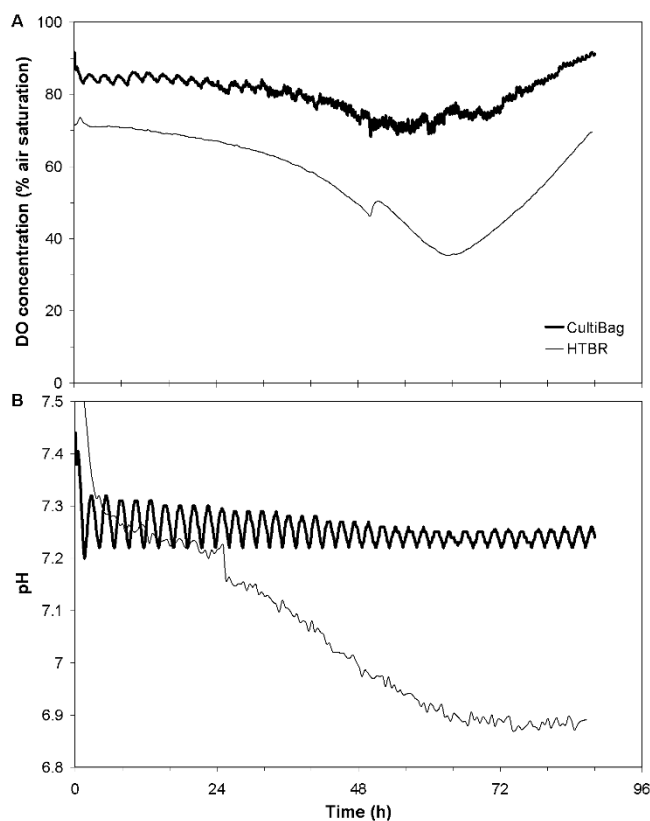 A
100
80
60
40
20
0
DO concentration (% air saturation)
CultiBag
HTBR
B
7.5
7.4
7.3
7.2
7.1
7
6.9
6.8
pH
0
24
48
72
96
Time (h)